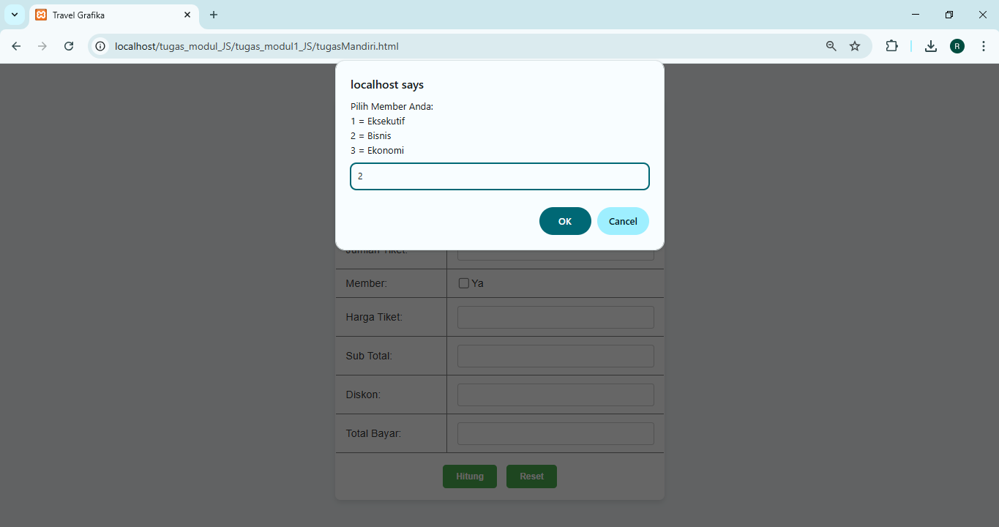 Travel Grafika
localhost/tugas_modul_JS/tugas_modul1_JS/tugasMandiri.html
R
localhost says
Pilih Member Anda:
1 = Eksekutif
2 = Bisnis
3 = Ekonomi
2
OK Cancel
Jumlah Tiket:
Member: Ya
Harga Tiket:
Sub Total:
Diskon:
Total Bayar:
Hitung Reset